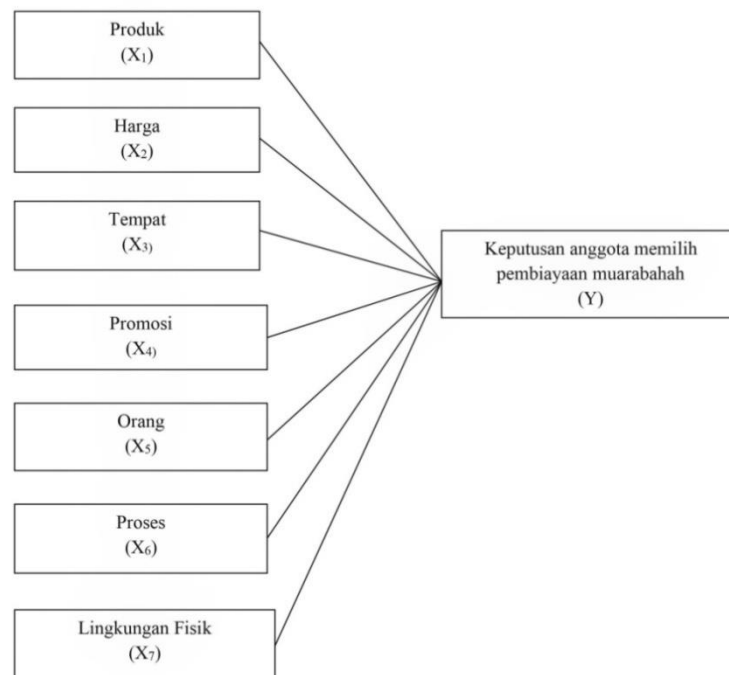 Produk
(X₁)
Harga
(X₂)
Tempat
(X₃)
Promosi
(X₄)
Orang
(X₅)
Proses
(X₆)
Lingkungan Fisik
(X₇)
Keputusan anggota memilih
pembiayaan muarabahah
(Y)